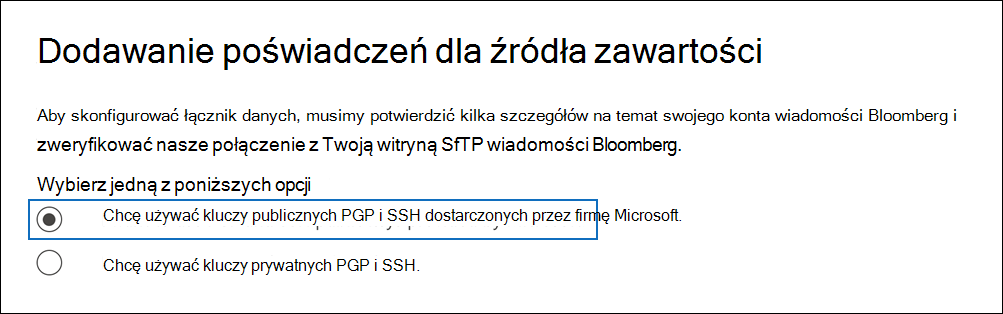 Dodawanie poświadczeń dla źródła zawartości
Aby skonfigurować łącznik danych, musimy potwierdzić kilka szczegółów na temat swojego konta wiadomości Bloomberg i
zweryfikować nasze połączenie z Twoją witryną SfTP wiadomości Bloomberg.
Wybierz jedną z poniższych opcji
Chcę używać kluczy publicznych PGP i SSH dostarczonych przez firmę Microsoft.
Chcę używać kluczy prywatnych PGP i SSH.